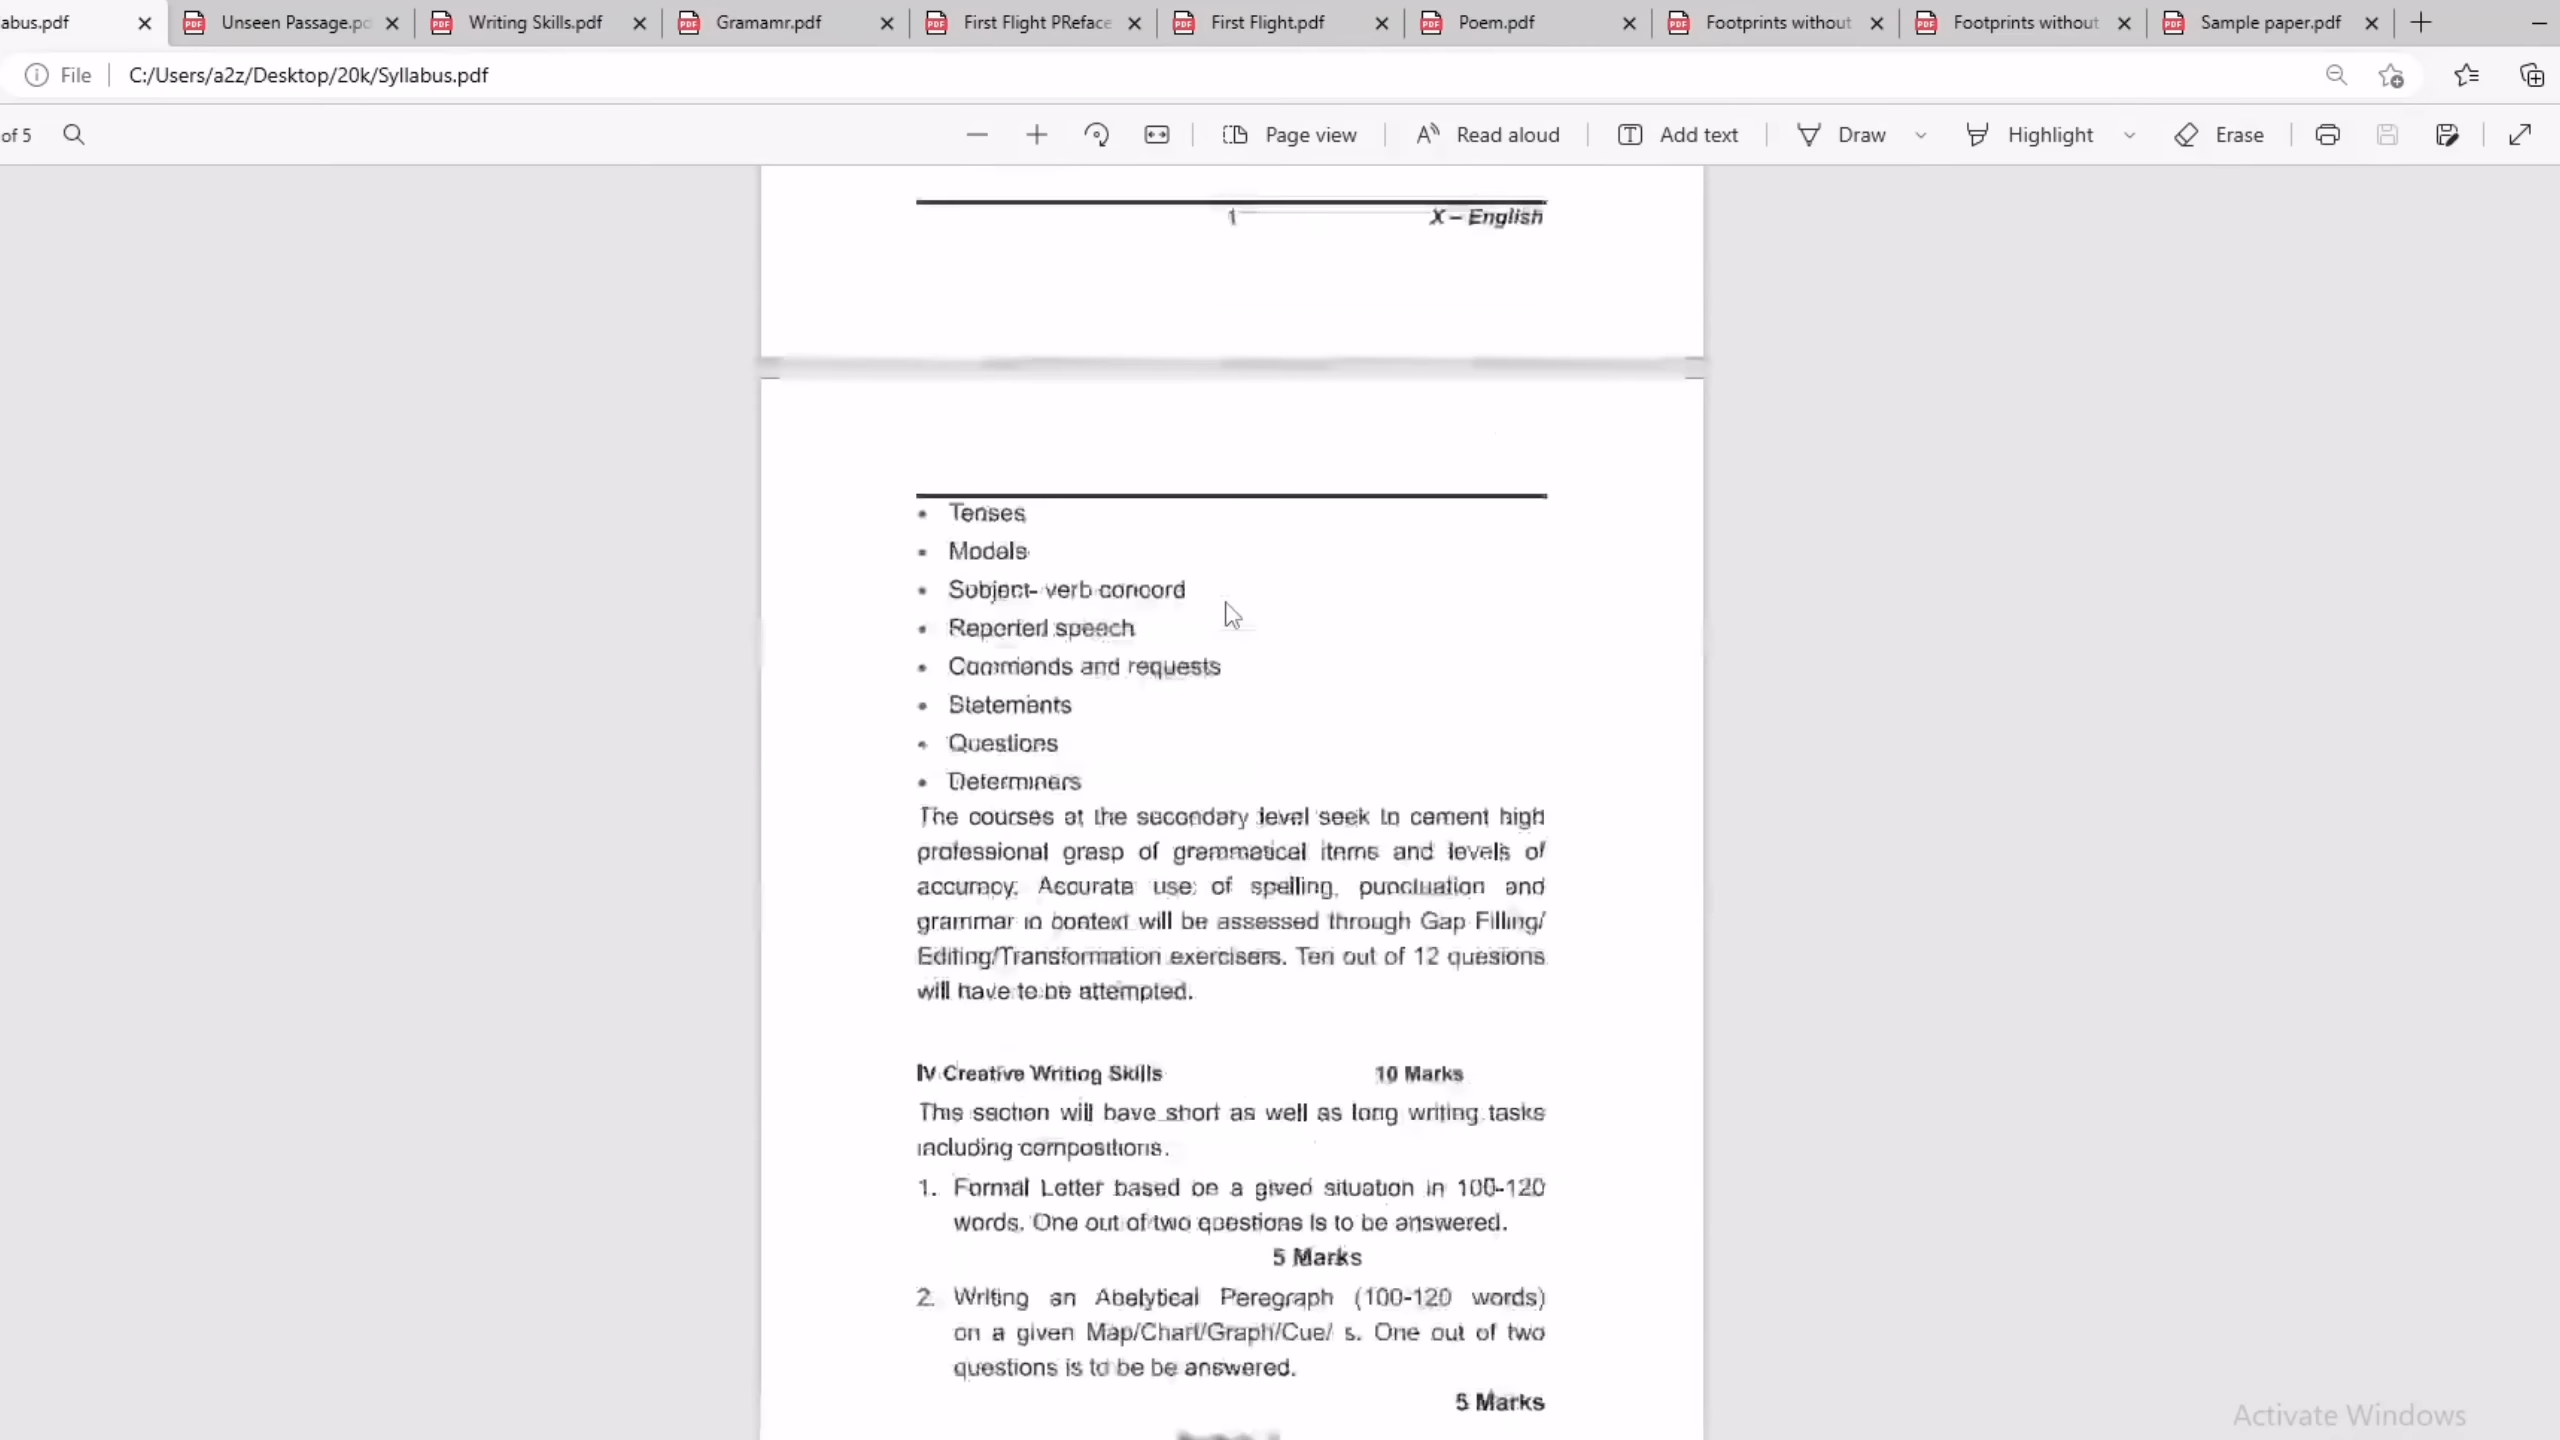 abus.pdf
Unseen Passage.pd
Writing Skills.pdf
Gramamr.pdf
First Flight PReface
First Flight.pdf
Poem.pdf
Footprints without
Footprints without
Sample paper.pdf
File
C:/Users/a2z/Desktop/20k/Syllabus.pdf
of 5
Page view
Read aloud
Add text
Draw
Highlight
Erase
1 X – English
• Tenses
• Modals
• Subject- verb concord
• Reported speech
• Commands and requests
• Statements
• Questions
• Determiners
The courses at the secondary level seek to cement high
professional grasp of grammatical items and levels of
accuracy. Accurate use of spelling, punctuation and
grammar in context will be assessed through Gap Filling/
Editing/Transformation exercisers. Ten out of 12 quesions
will have to be attempted.
IV Creative Writing Skills 10 Marks
This section will have short as well as long writing tasks
including compositions.
1. Formal Letter based on a given situation in 100-120
words. One out of two questions is to be answered.
5 Marks
2. Writing an Analytical Paragraph (100-120 words)
on a given Map/Chart/Graph/Cue/ s. One out of two
questions is to be be answered.
5 Marks
Activate Windows